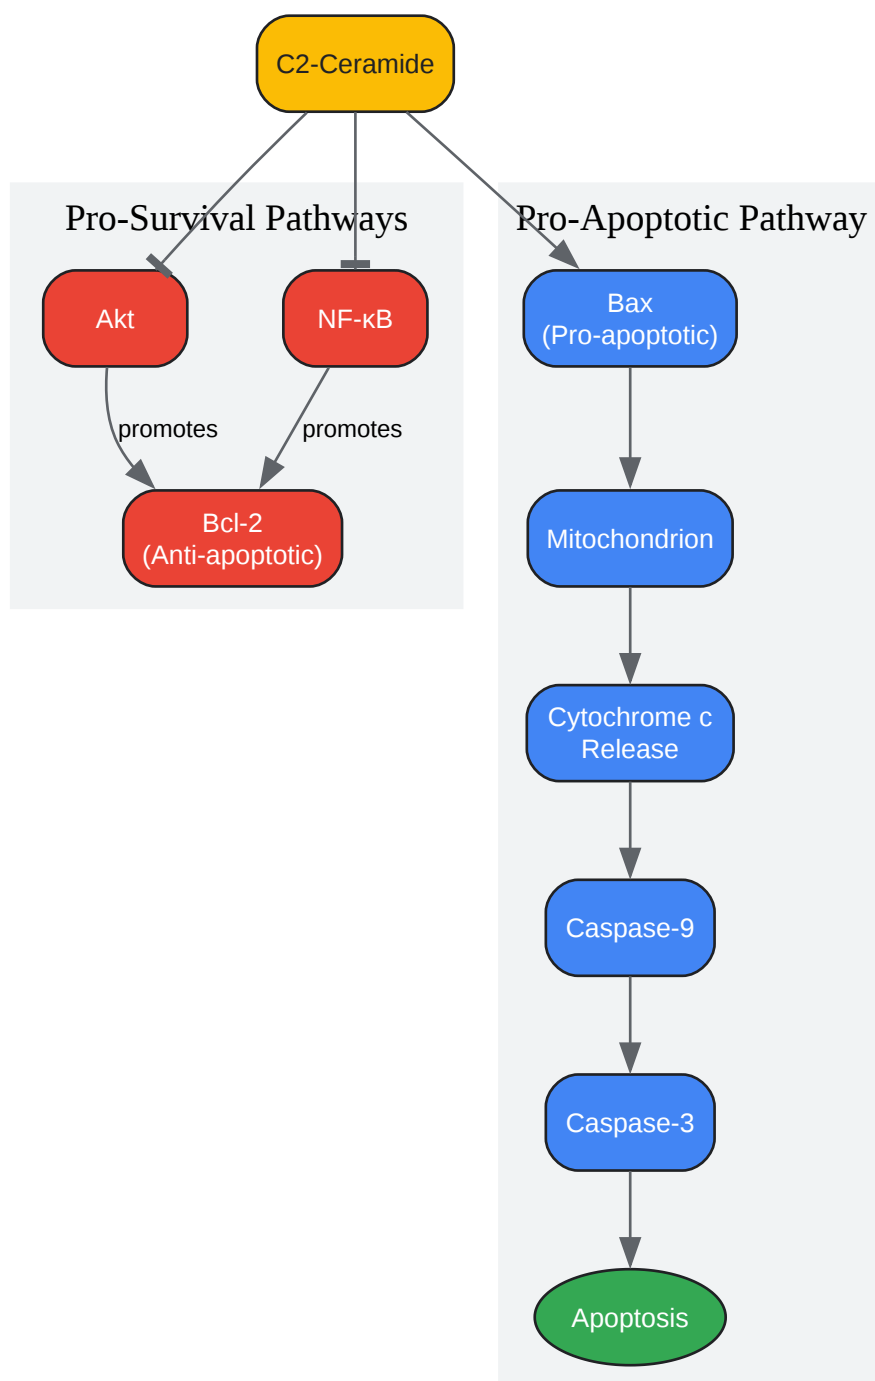 C2-Ceramide
Pro-Survival Pathways
Pro-Apoptotic Pathway
Akt
NF-κB
Bax
(Pro-apoptotic)
promotes
promotes
Bcl-2
(Anti-apoptotic)
Mitochondrion
Cytochrome c
Release
Caspase-9
Caspase-3
Apoptosis